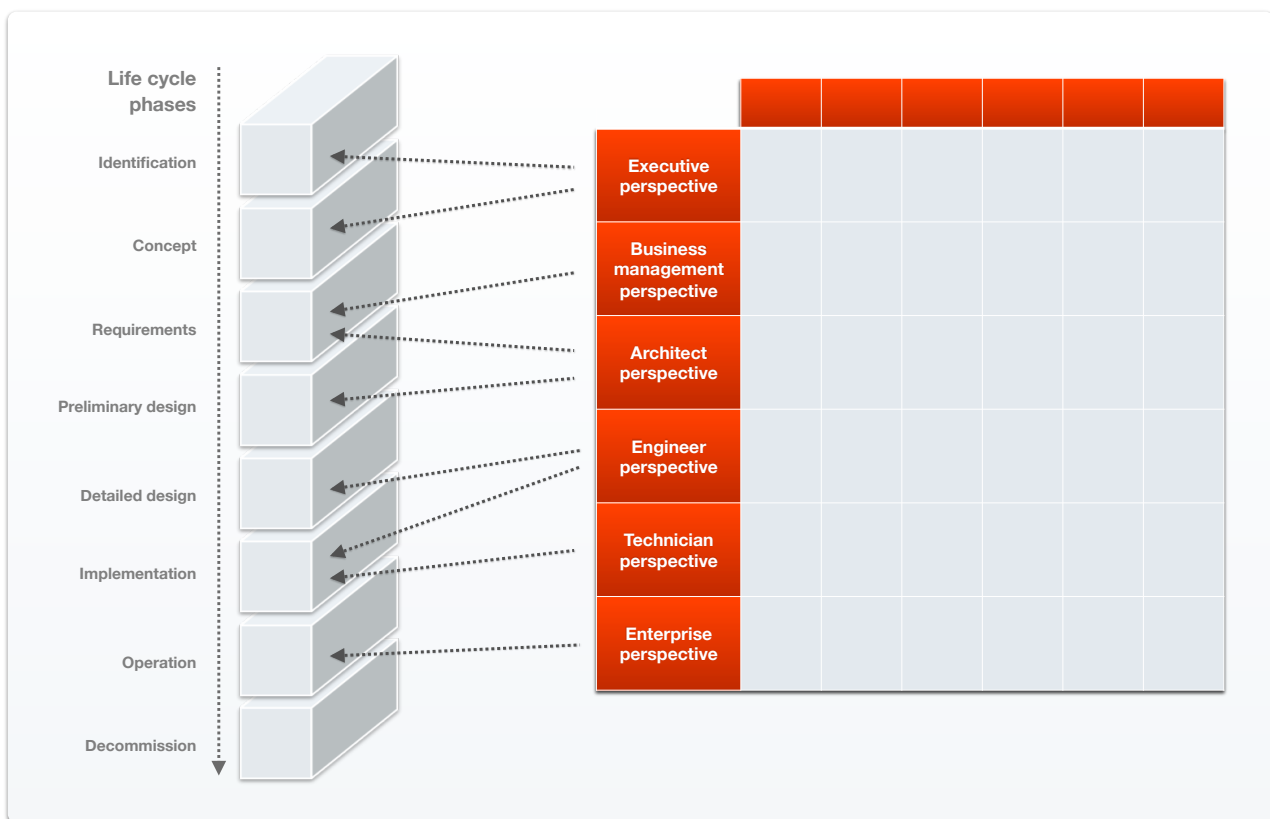 Life cycle
phases
Identification
Concept
Requirements
Preliminary design
Detailed design
Implementation
Operation
Decommission
Executive
perspective
Business
management
perspective
Architect
perspective
Engineer
perspective
Technician
perspective
Enterprise
perspective